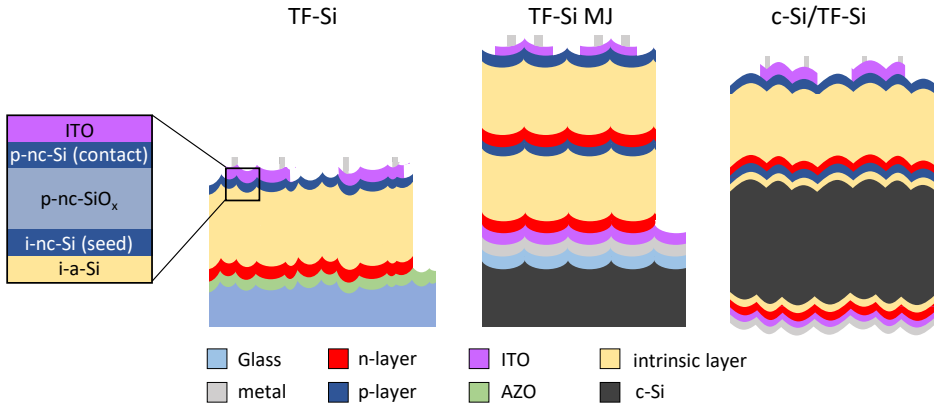 TF-Si
TF-Si MJ
c-Si/TF-Si
ITO
p-nc-Si (contact)
p-nc-SiOₓ
i-nc-Si (seed)
i-a-Si
Glass
n-layer
ITO
intrinsic layer
metal
p-layer
AZO
c-Si